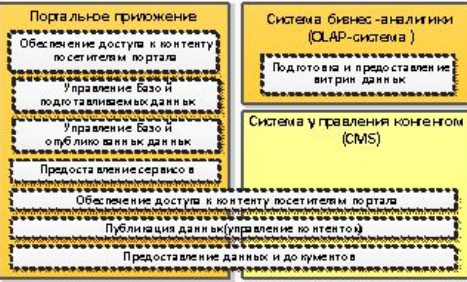 Портальное приложение
Обеспечение доступа к контенту
посетителям портала
Управление Базой
подготавливаемых данных
Управление Базой
опубликованных данных
Предоставление сервисов
Система бизнес-аналитики
(OLAP-система )
Подготовка и предоставление
витрин данных
Система управления контентом
(CMS)
Обеспечение доступа к контенту посетителям портала
Публикация данных(управление контентом)
Предоставление данных и документов